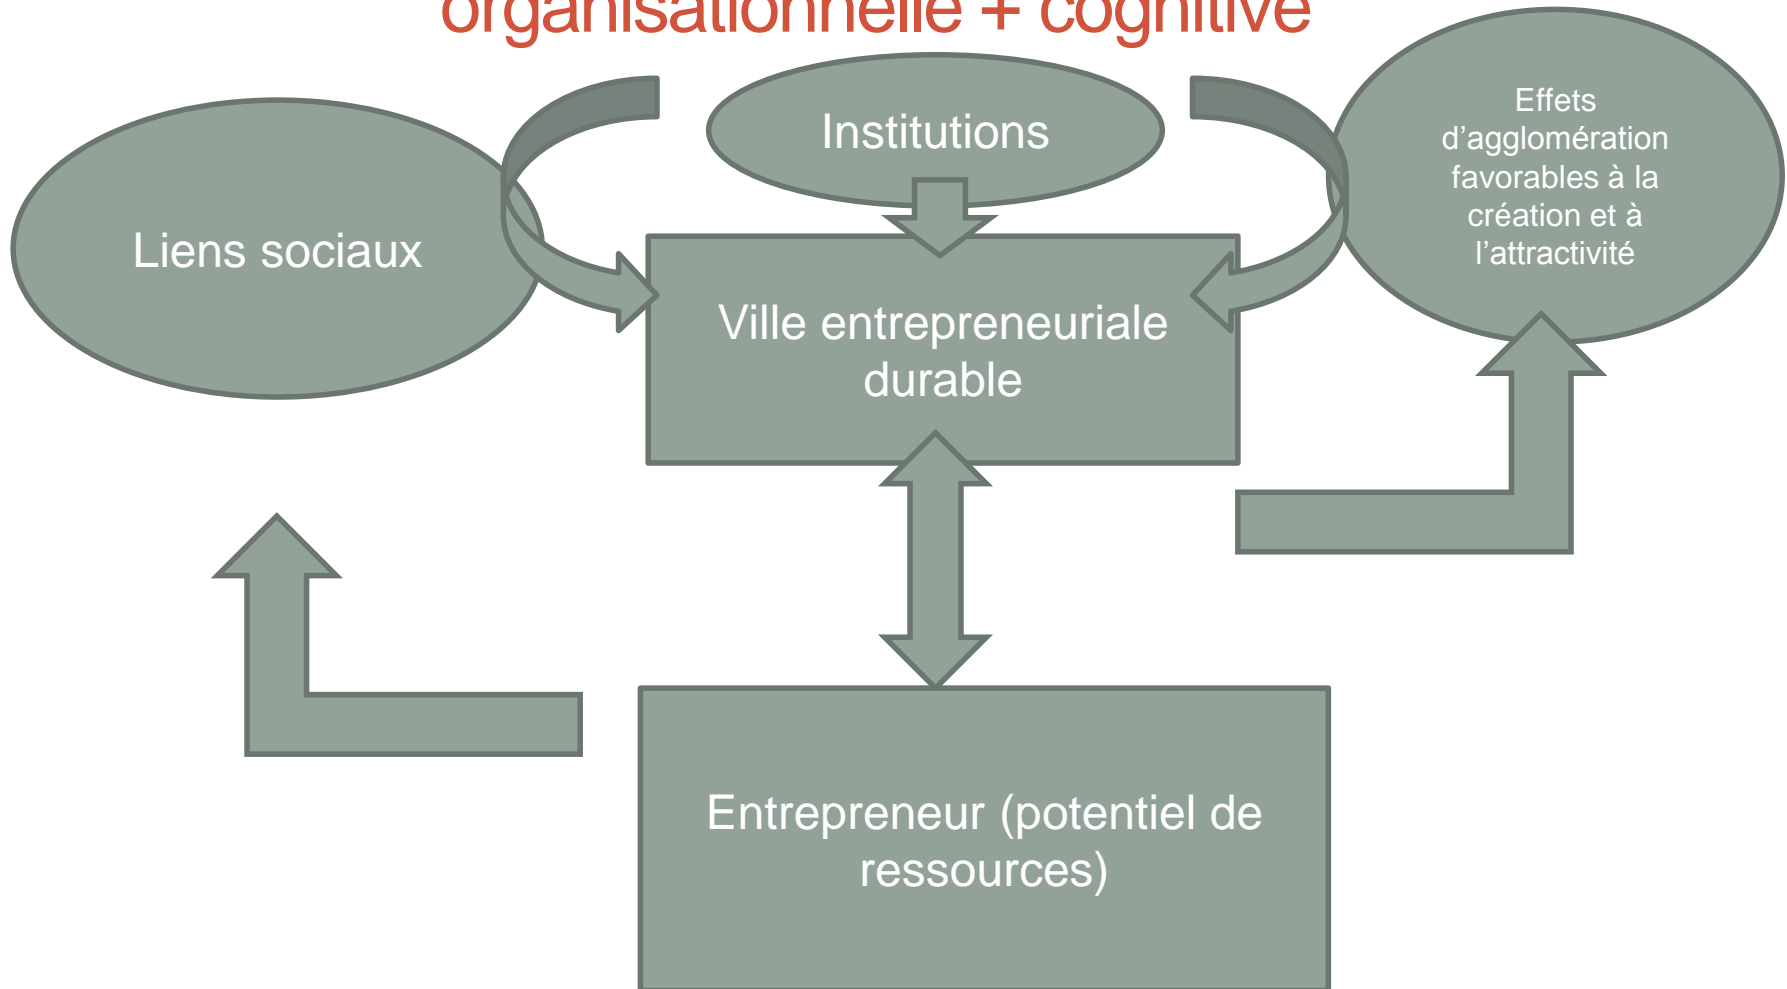 organisationnelle + cognitive
Institutions
Effets
d’agglomération
favorables à la
création et à
l’attractivité
Liens sociaux
Ville entrepreneuriale
durable
Entrepreneur (potentiel de
ressources)